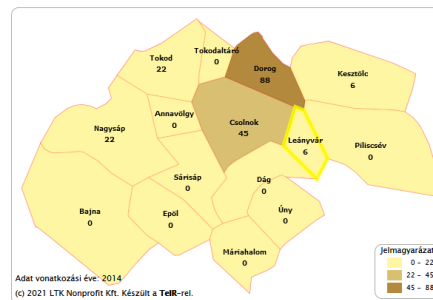 Tokodaltáró
0
Tokod
22
Dorog
88
Kesztölc
6
Annavölgy
0
Csolnok
45
Nagysáp
22
Leányvár
6
Piliscsév
0
Sárisáp
0
Dág
0
Bajna
0
Epöl
0
Úny
0
Máriahalom
0
Jelmagyarázat
0 - 22
22 - 45
45 - 88
Adat vonatkozási éve: 2014
(c) 2021 LTK Nonprofit Kft. Készült a TeIR-rel.